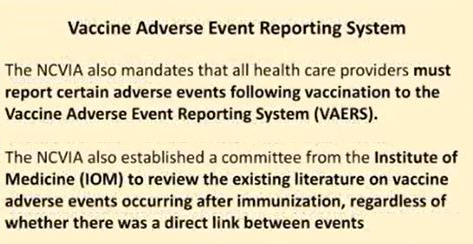 Vaccine Adverse Event Reporting System
The NCVIA also mandates that all health care providers must
report certain adverse events following vaccination to the
Vaccine Adverse Event Reporting System (VAERS).
The NCVIA also established a committee from the Institute of
Medicine (IOM) to review the existing literature on vaccine
adverse events occurring after immunization, regardless of
whether there was a direct link between events